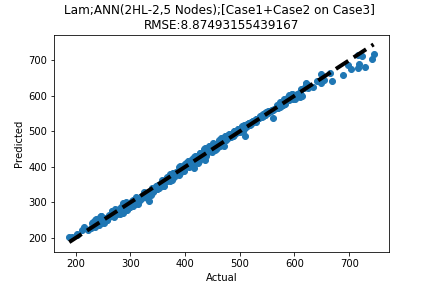 Lam;ANN(2HL-2,5 Nodes);[Case1+Case2 on Case3]
RMSE:8.87493155439167
700
600
500
400
300
200
Predicted
200 300 400 500 600 700
Actual